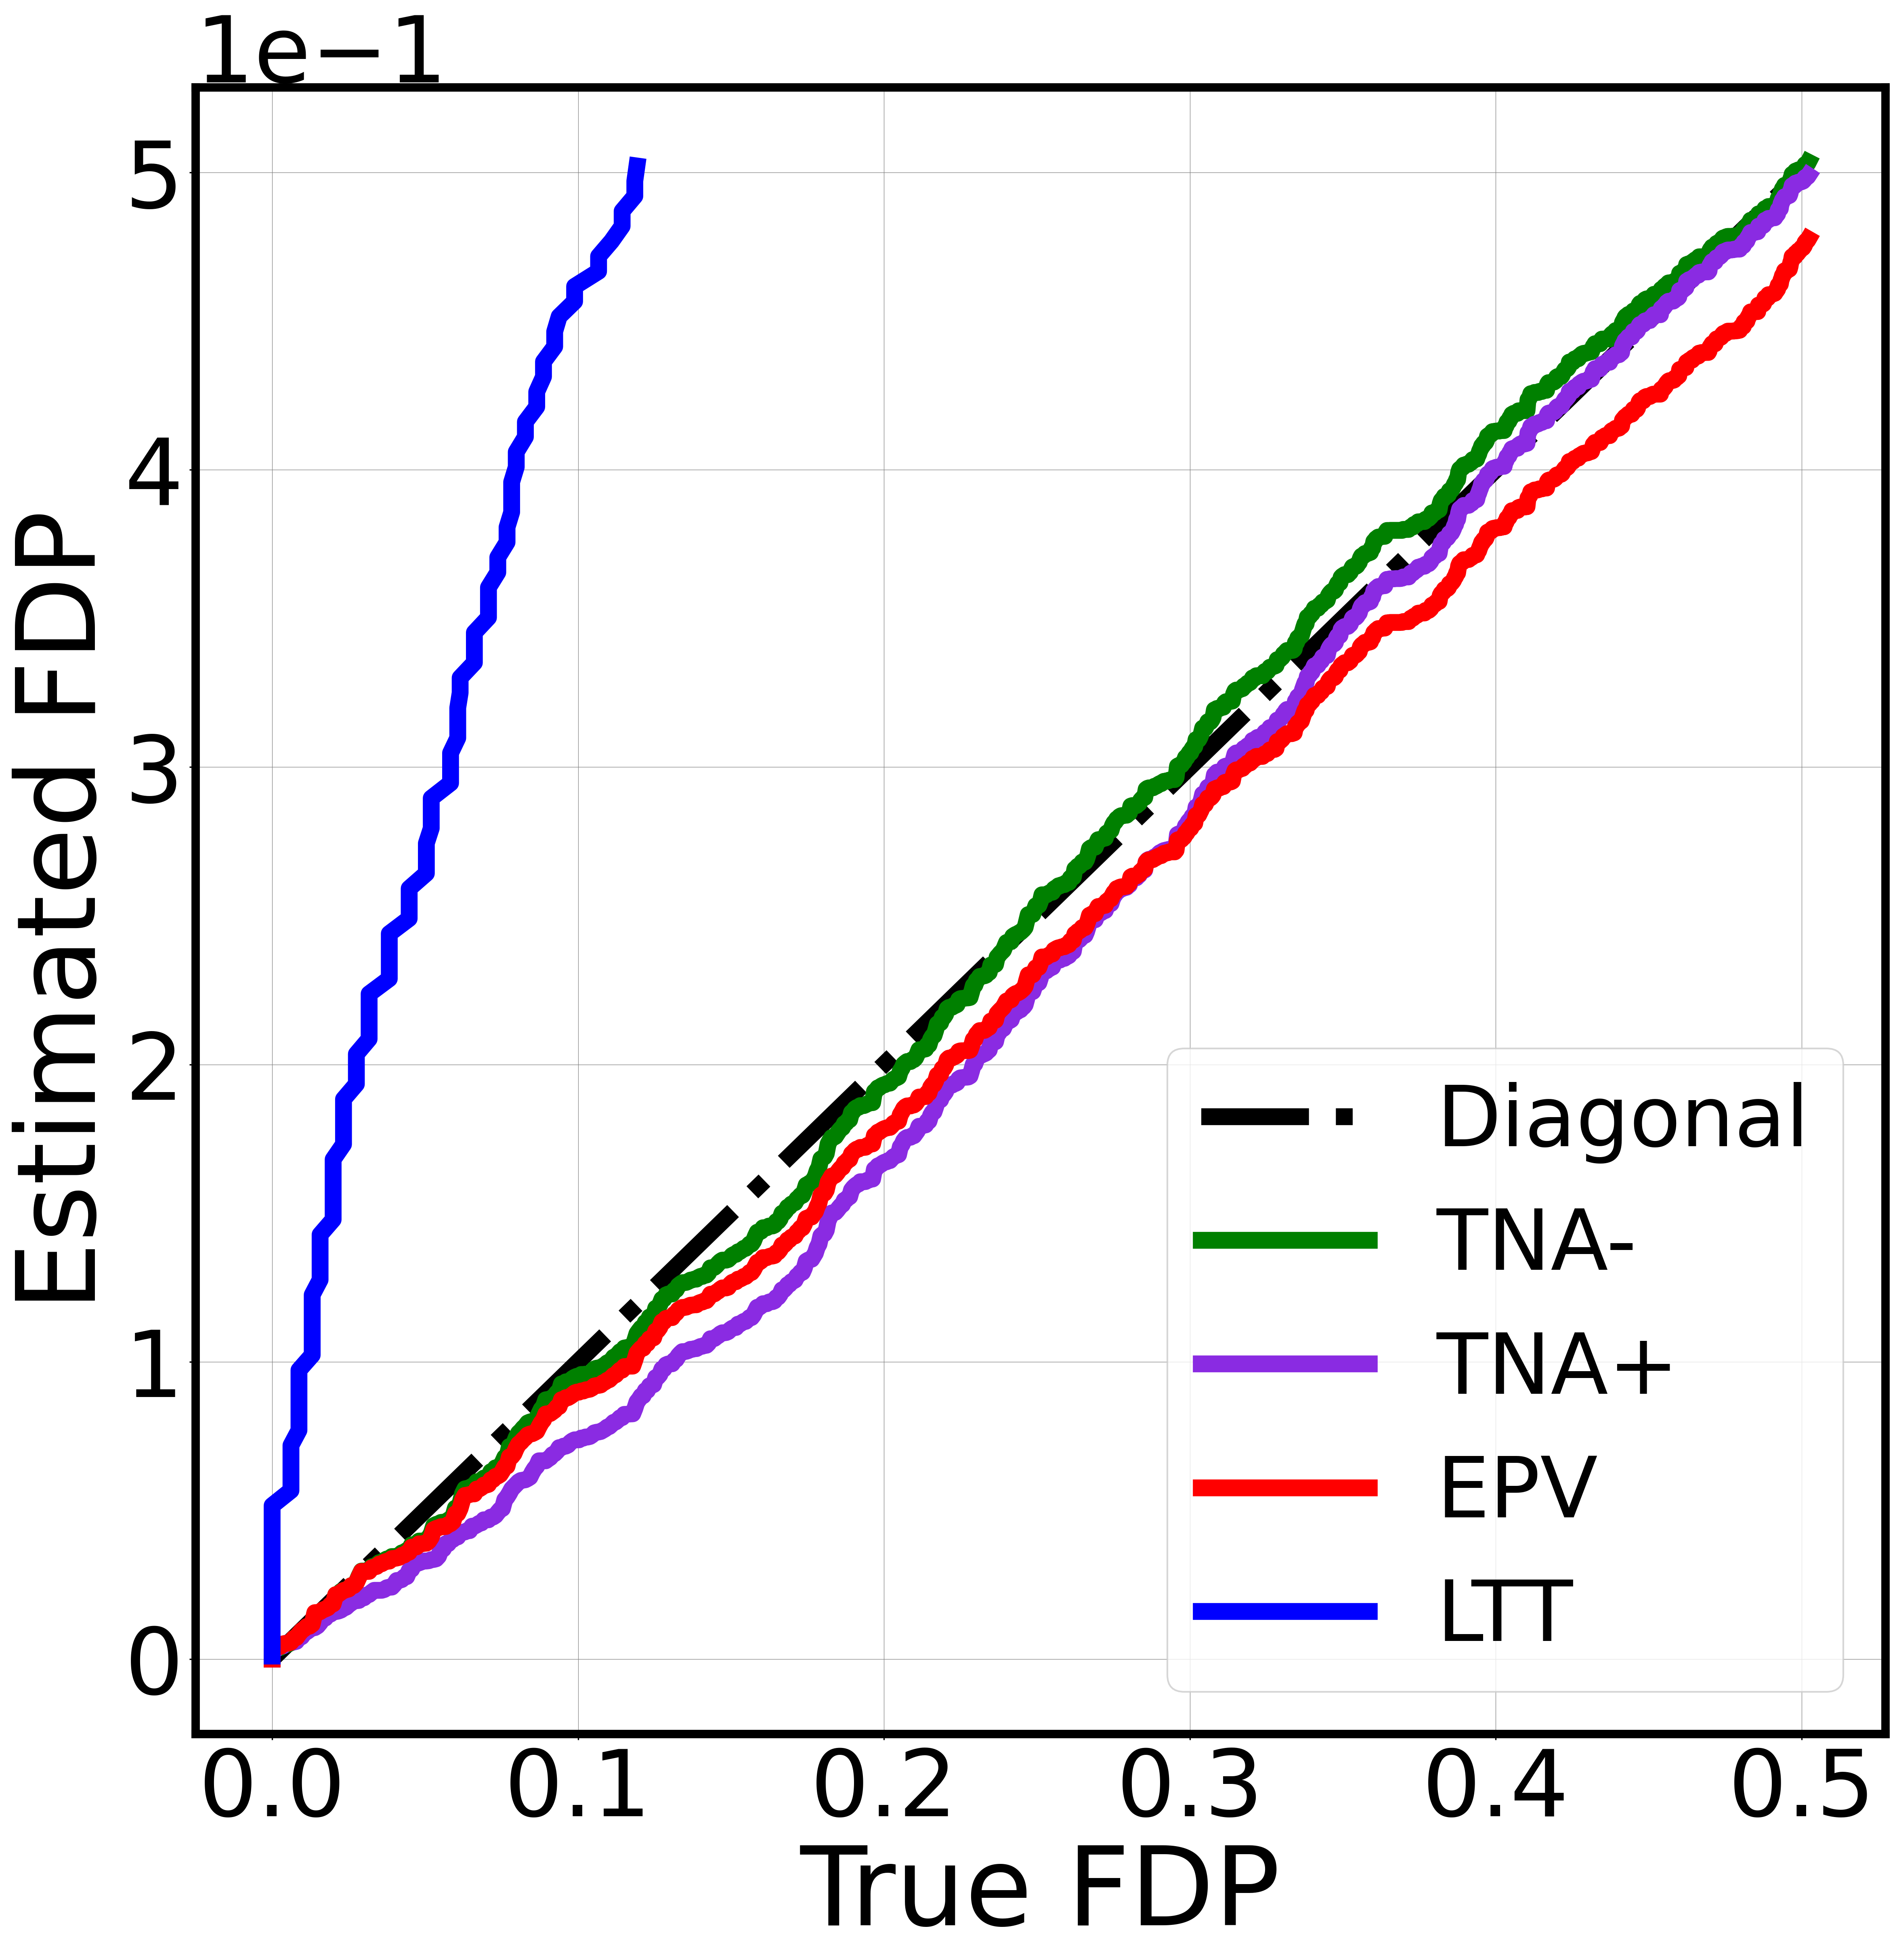 1e−1
Estimated FDP
5
4
3
2
1
0
Diagonal
TNA-
TNA+
EPV
LTT
0.0 0.1 0.2 0.3 0.4 0.5
True FDP